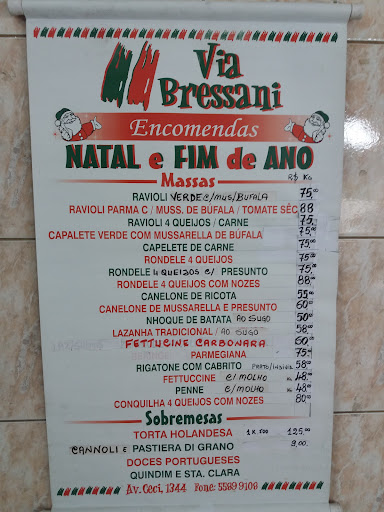 Via
Bressani
Encomendas
NATAL e FIM de ANO
Massas R$ Kg
RAVIOLI VERDE C/MUS/BUFALA 75,00
RAVIOLI PARMA C / MUSS. DE BUFALA / TOMATE SÊC 88
RAVIOLI 4 QUEIJOS / CARNE 75,
CAPALETE VERDE COM MUSSARELLA DE BUFALA 75,00
CAPELETE DE CARNE 75,00
RONDELE 4 QUEIJOS 75,
RONDELE 4 QUEIJOS C/ PRESUNTO 75,00
RONDELE 4 QUEIJOS COM NOZES 88,00
CANELONE DE RICOTA 55,00
CANELONE DE MUSSARELA E PRESUNTO 60,00
NHOQUE DE BATATA AO SUGO 50,00
LAZANHA TRADICIONAL / AO SUGO 58,00
FETTUCINE CARBONARA 60,00
PARMEGIANA 75,00
RIGATONE COM CABRITO 58,00
FETTUCCINE C/MOLHO 48,00
PENNE C/MOLHO 48,00
CONQUILHA 4 QUEIJOS COM NOZES 80,00
Sobremesas
TORTA HOLANDESA 1K500 125,00
CANNOLI E PASTIERA DI GRANO 9,00
DOCES PORTUGUESES
QUINDIM E STA. CLARA
Av. Ceci, 1344 Fone: 5589 9106